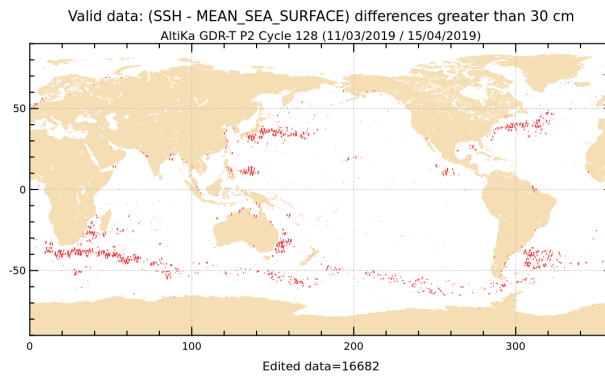 Valid data: (SSH - MEAN_SEA_SURFACE) differences greater than 30 cm
AltiKa GDR-T P2 Cycle 128 (11/03/2019 / 15/04/2019)
50
0
-50
0 100 200 300
Edited data=16682